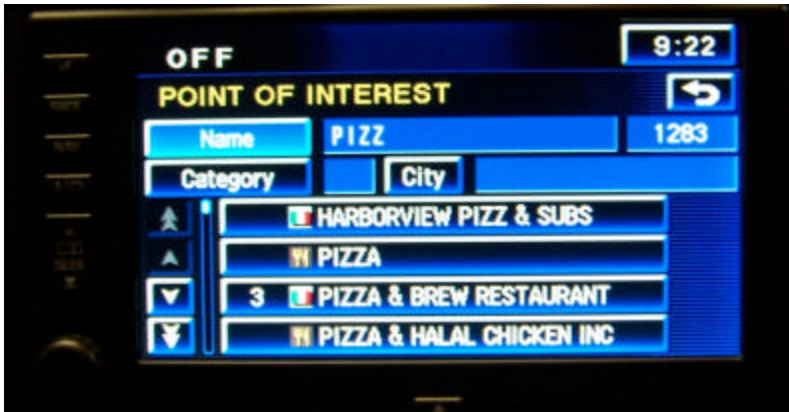 OFF 9:22
POINT OF INTEREST
Name PIZZ 1283
Category City
HARBORVIEW PIZZ & SUBS
PIZZA
3 PIZZA & BREW RESTAURANT
PIZZA & HALAL CHICKEN INC